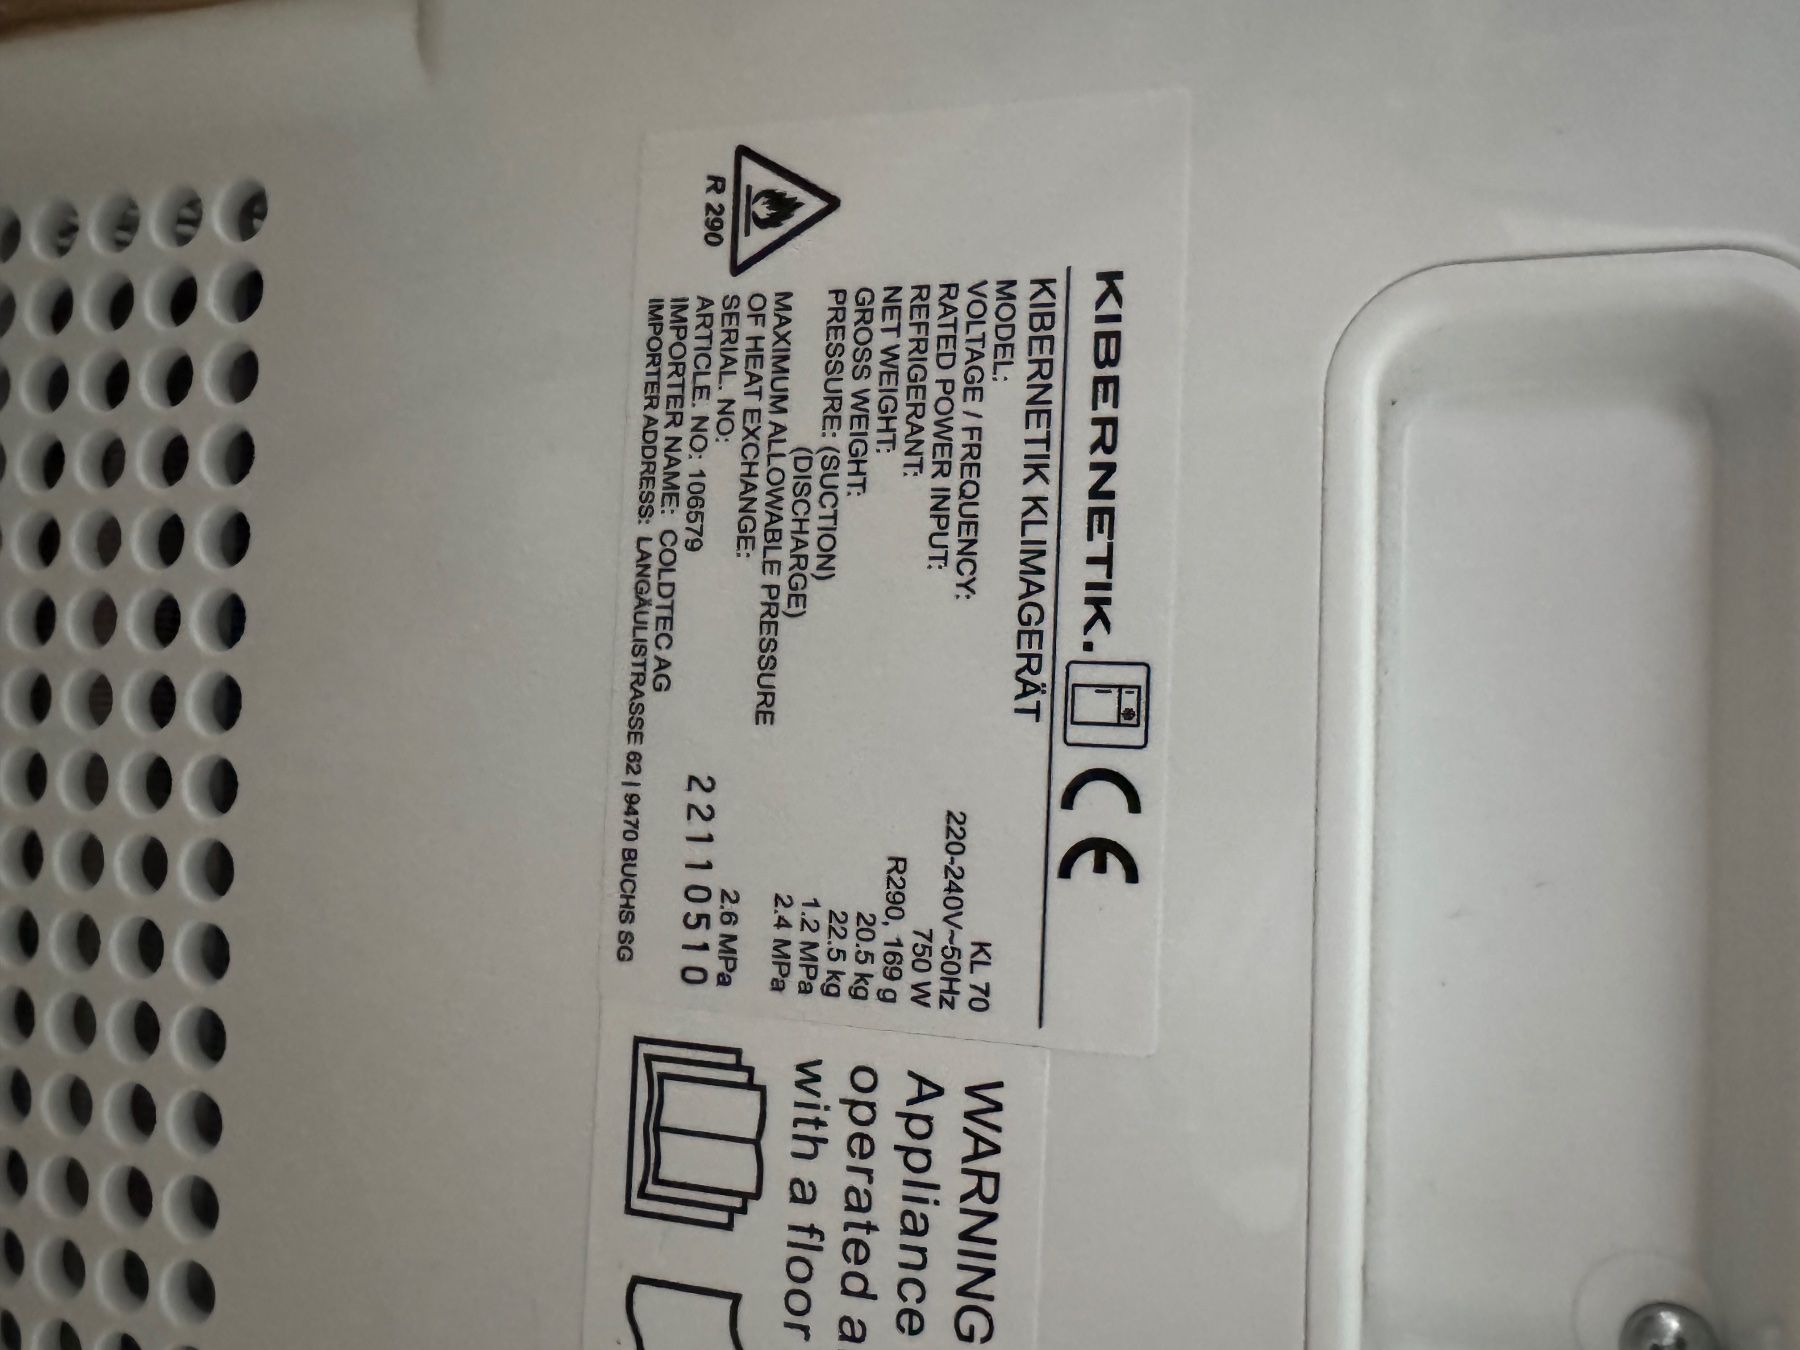 KIBERNETIK. CE
KIBERNETIK KLIMAGERÄT
MODEL: KL 70
VOLTAGE / FREQUENCY: 220-240V~50Hz
RATED POWER INPUT: 750 W
REFRIGERANT: R290, 169 g
NET WEIGHT: 20.5 kg
GROSS WEIGHT: 22.5 kg
PRESSURE: (SUCTION) 1.2 MPa
(DISCHARGE) 2.4 MPa
MAXIMUM ALLOWABLE PRESSURE
OF HEAT EXCHANGE: 2.6 MPa
SERIAL. NO: 22110510
ARTICLE. NO: 106579
IMPORTER NAME: COLDTEC AG
IMPORTER ADDRESS: LANGÄULISTRASSE 62 | 9470 BUCHS SG
R 290
WARNING
Appliance
operated a
with a floor